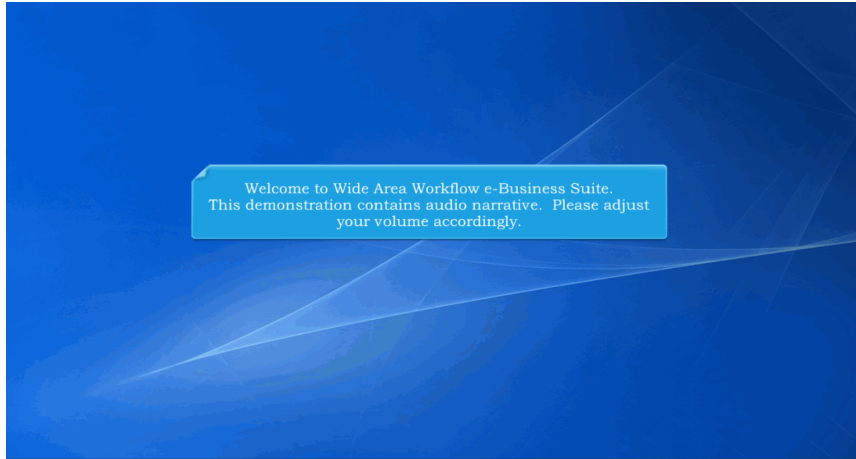 Welcome to Wide Area Workflow e-Business Suite.
This demonstration contains audio narrative.  Please adjust
your volume accordingly.